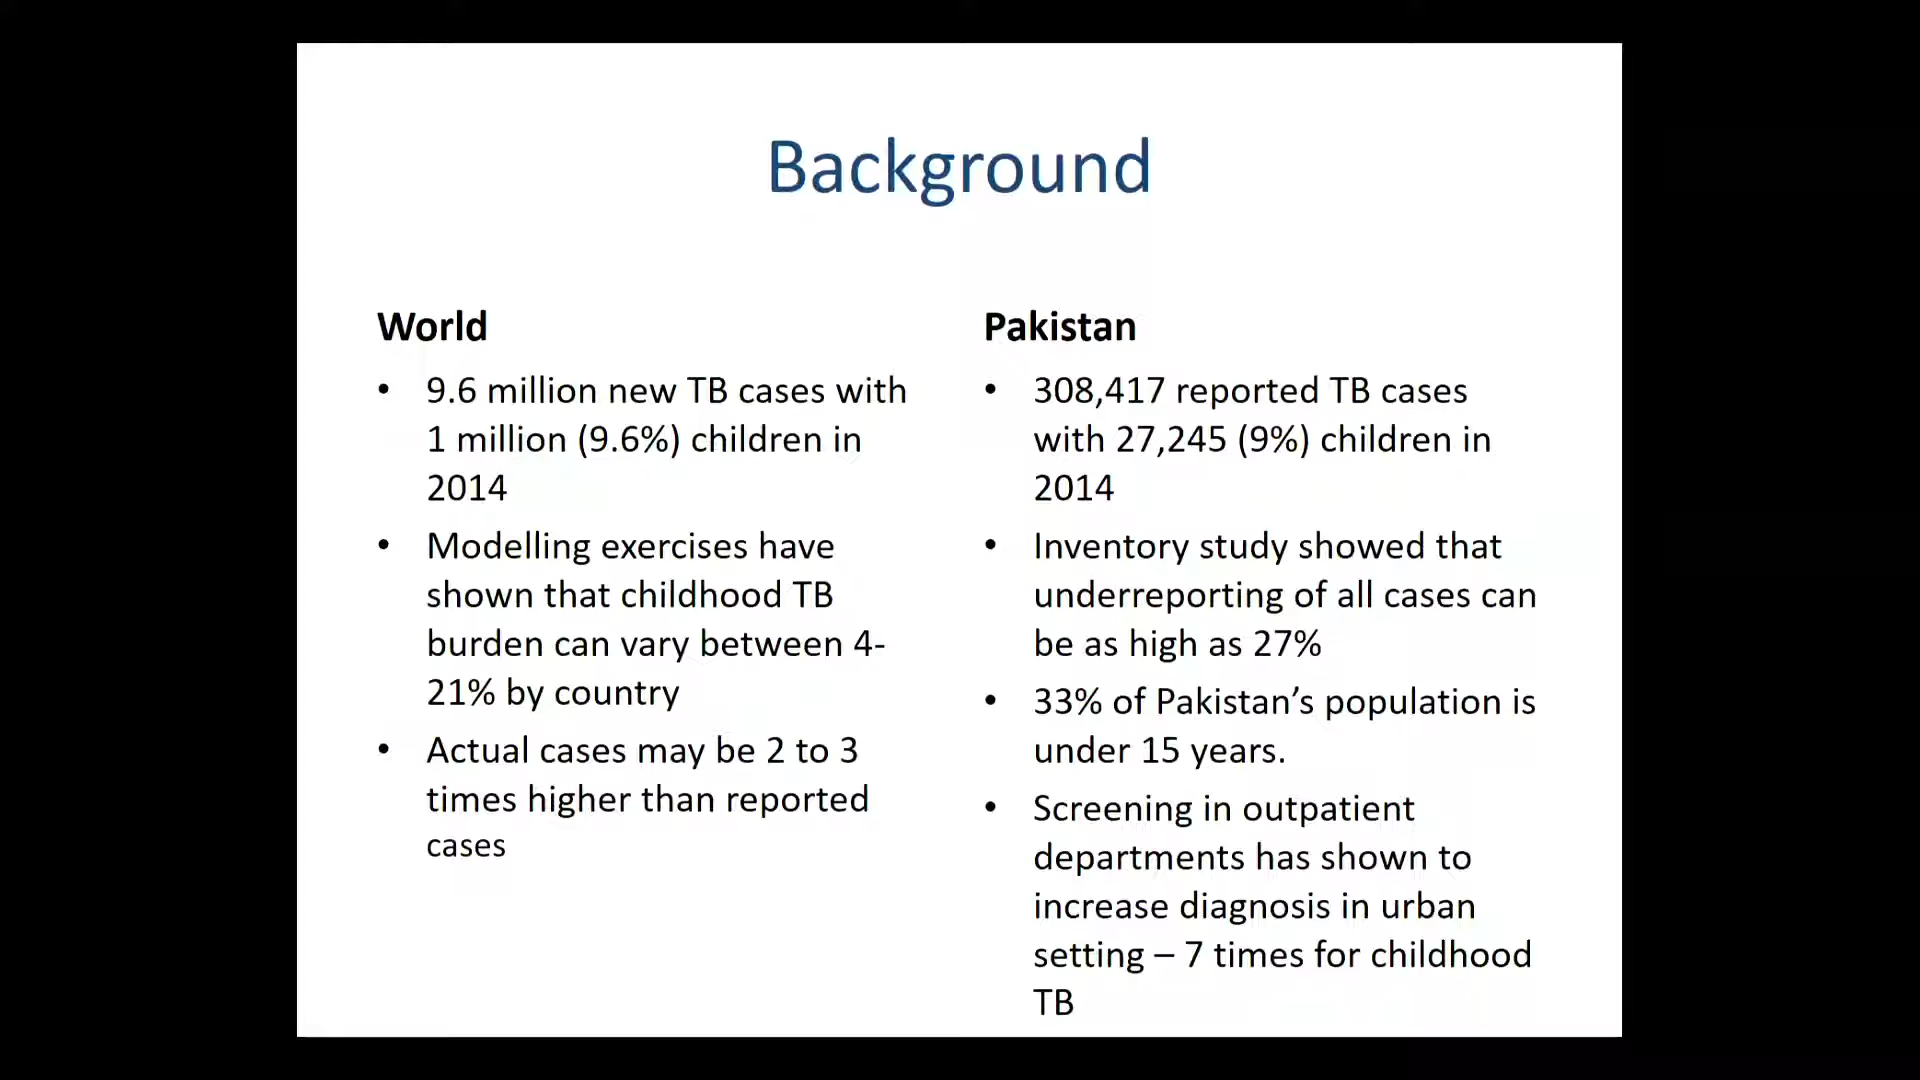 Background
World
• 9.6 million new TB cases with
1 million (9.6%) children in
2014
• Modelling exercises have
shown that childhood TB
burden can vary between 4-
21% by country
• Actual cases may be 2 to 3
times higher than reported
cases
Pakistan
• 308,417 reported TB cases
with 27,245 (9%) children in
2014
• Inventory study showed that
underreporting of all cases can
be as high as 27%
• 33% of Pakistan’s population is
under 15 years.
• Screening in outpatient
departments has shown to
increase diagnosis in urban
setting – 7 times for childhood
TB